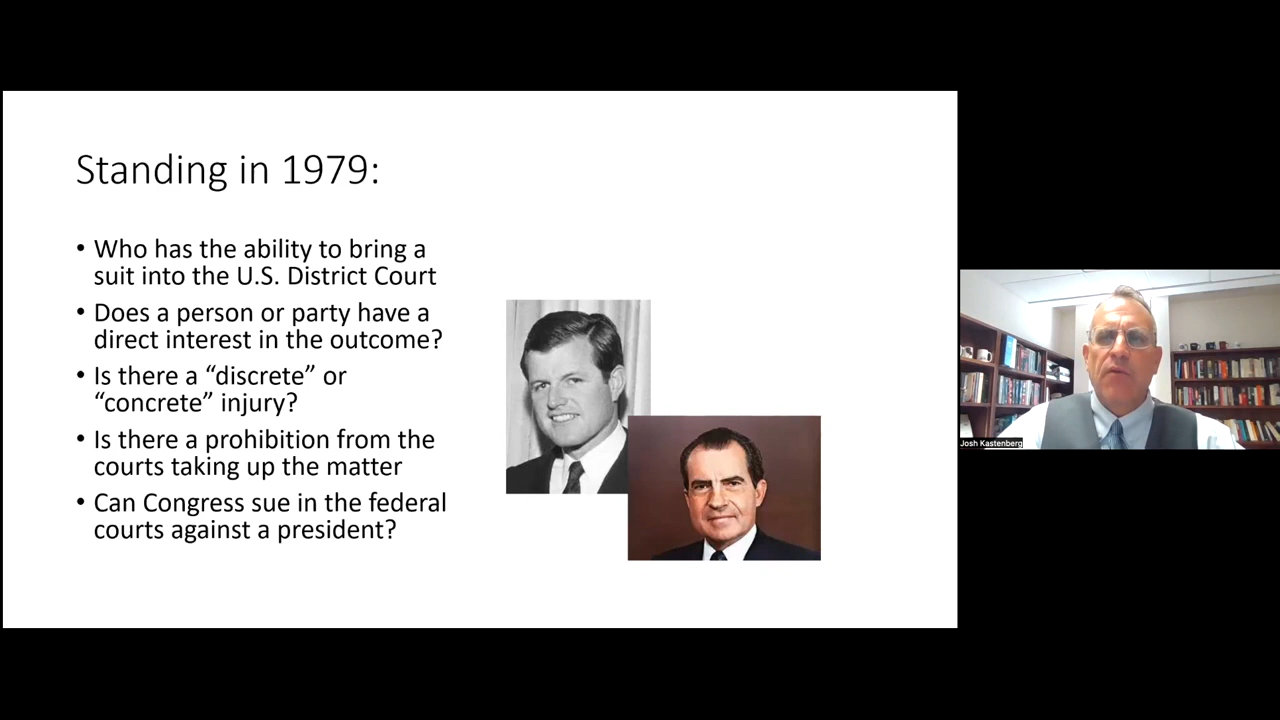 Standing in 1979:
• Who has the ability to bring a
suit into the U.S. District Court
• Does a person or party have a
direct interest in the outcome?
• Is there a “discrete” or
“concrete” injury?
• Is there a prohibition from the
courts taking up the matter
• Can Congress sue in the federal
courts against a president?
Josh Kastenberg